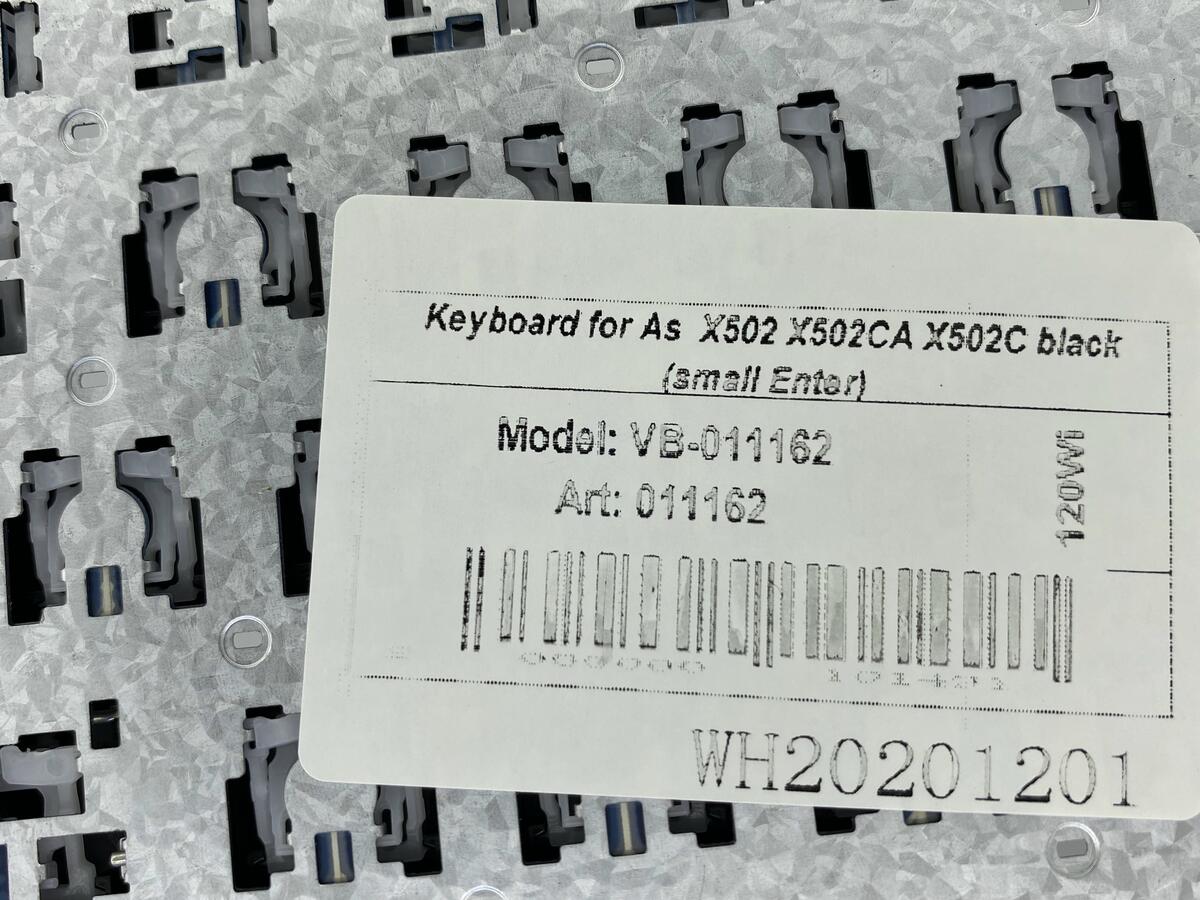 Keyboard for As X502 X502CA X502C black
(small Enter)
Model: VB-011162
Art: 011162
120Wi
WH20201201